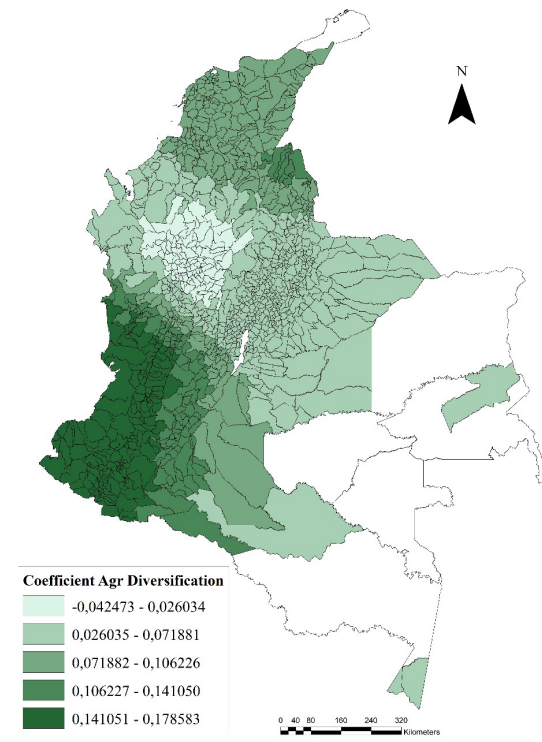 N
Coefficient Agr Diversification
-0,042473 - 0,026034
0,026035 - 0,071881
0,071882 - 0,106226
0,106227 - 0,141050
0,141051 - 0,178583
0 40 80 160 240 320
Kilometers